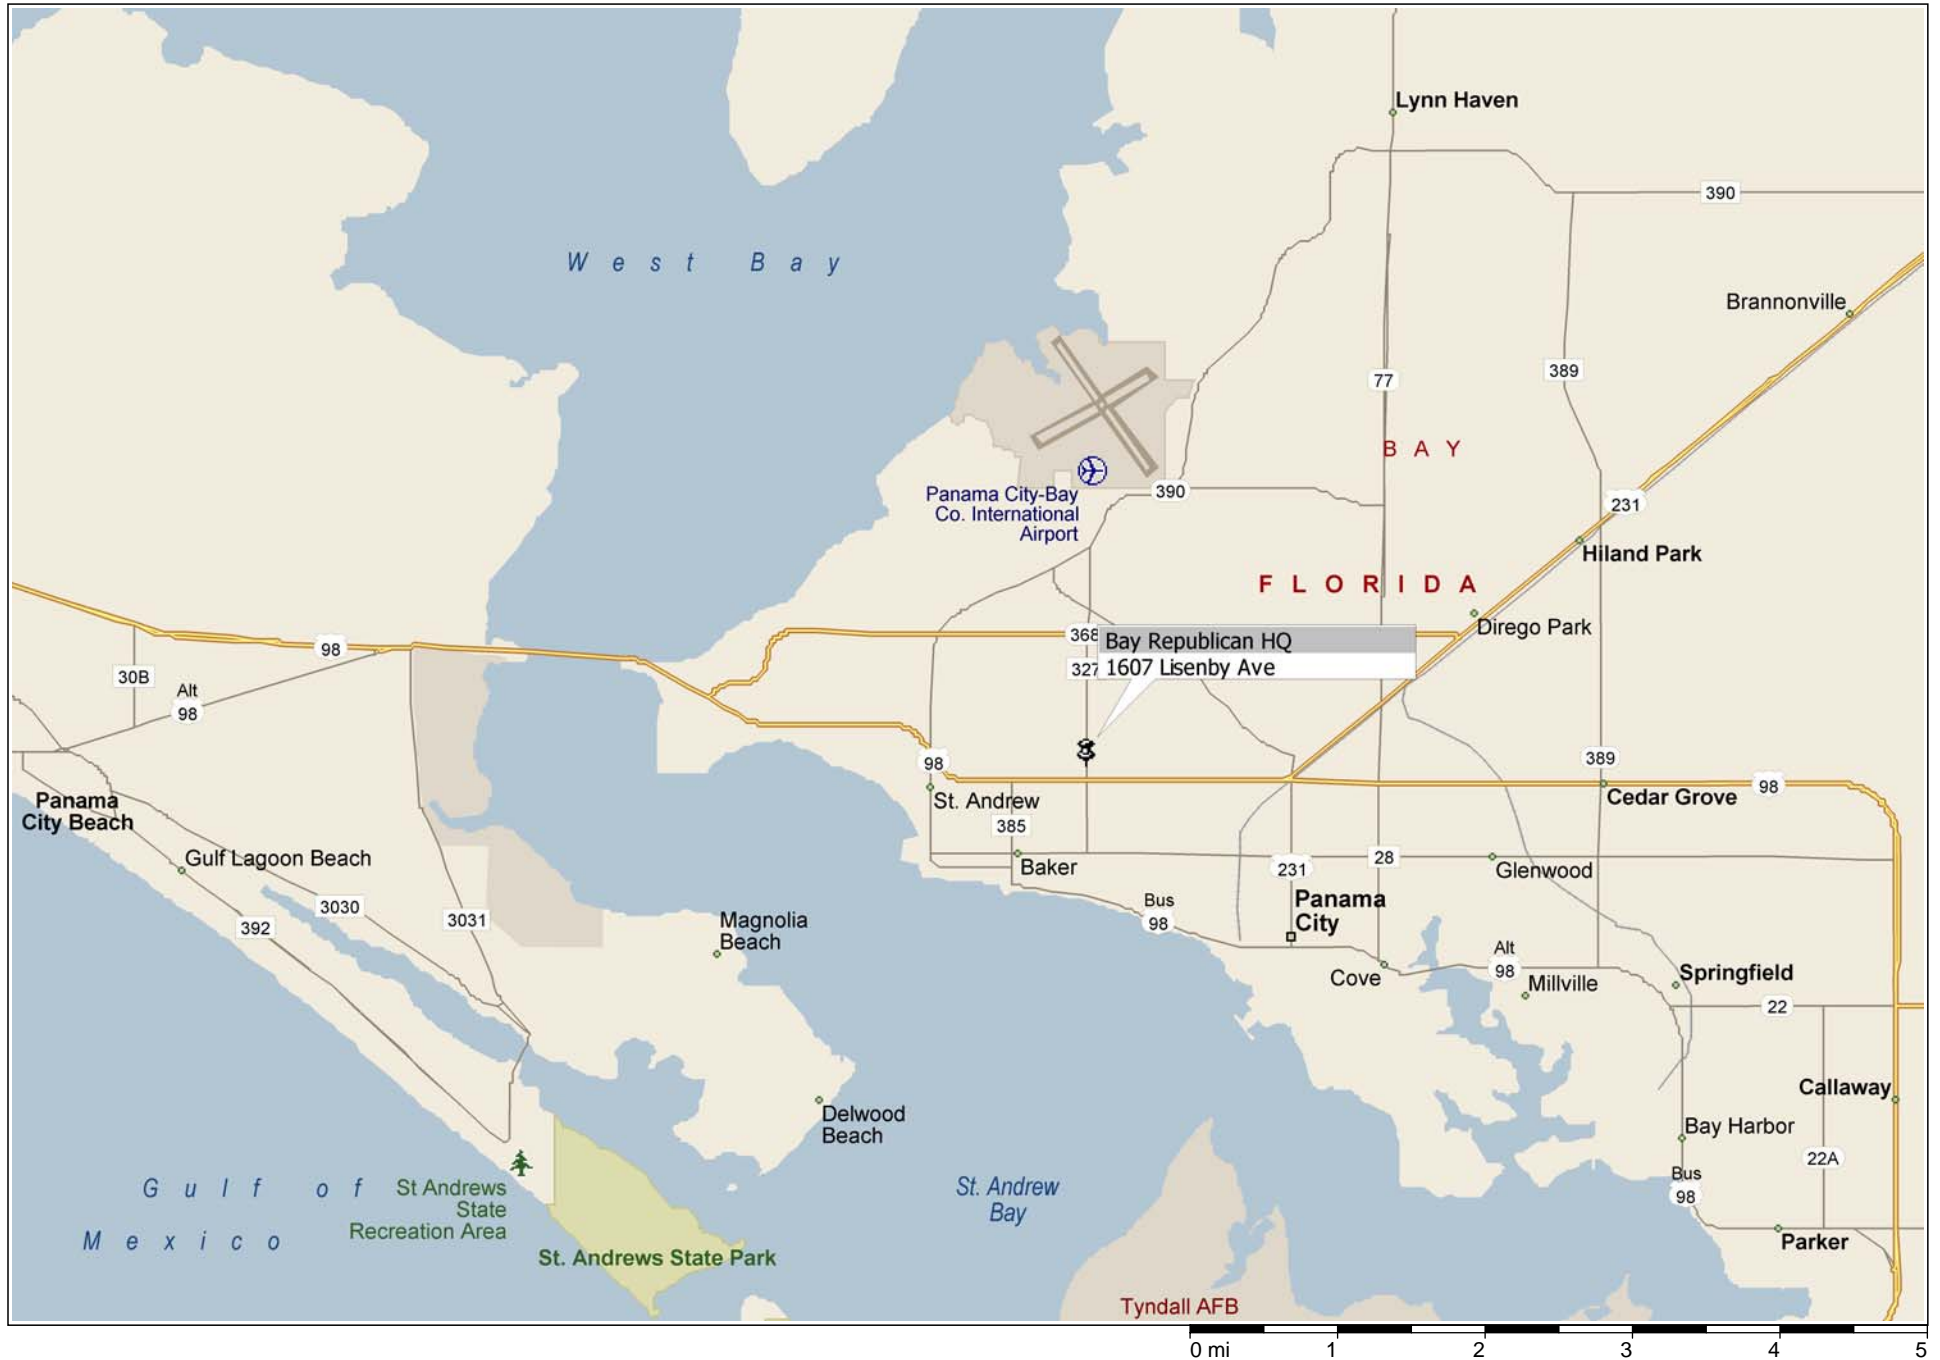 Lynn Haven
390
West Bay
Brannonville
389
77
BAY
Panama City-Bay
Co. International
Airport
390
231
Hiland Park
FLORIDA
Dirego Park
368
Bay Republican HQ
327
1607 Lisenby Ave
98
30B
Alt
98
98
389
98
Panama
City Beach
St. Andrew
Cedar Grove
385
Gulf Lagoon Beach
Baker
231
28
Glenwood
3030
3031
392
Magnolia
Beach
Bus
98
Panama
City
Cove
Alt
98
Millville
Springfield
22
Callaway
Delwood
Beach
Bay Harbor
22A
Gulf of
Mexico
St Andrews
State
Recreation Area
St. Andrew
Bay
Bus
98
Parker
St. Andrews State Park
Tyndall AFB
0 mi 1 2 3 4 5